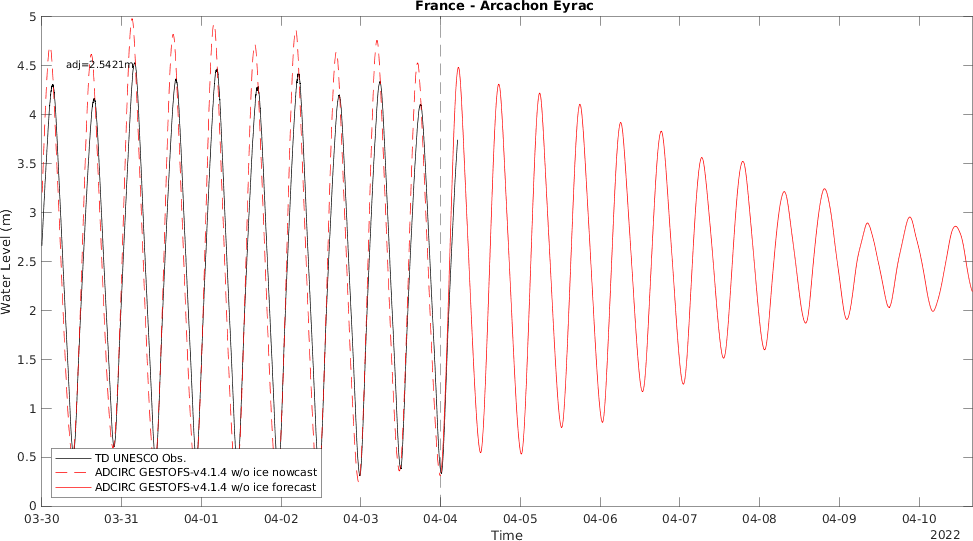 France - Arcachon Eyrac
5
4.5
4
3.5
3
2.5
2
1.5
1
0.5
0
Water Level (m)
adj=2.5421m
TD UNESCO Obs.
ADCIRC GESTOFS-v4.1.4 w/o ice nowcast
ADCIRC GESTOFS-v4.1.4 w/o ice forecast
03-30 03-31 04-01 04-02 04-03 04-04 04-05 04-06 04-07 04-08 04-09 04-10
Time
2022